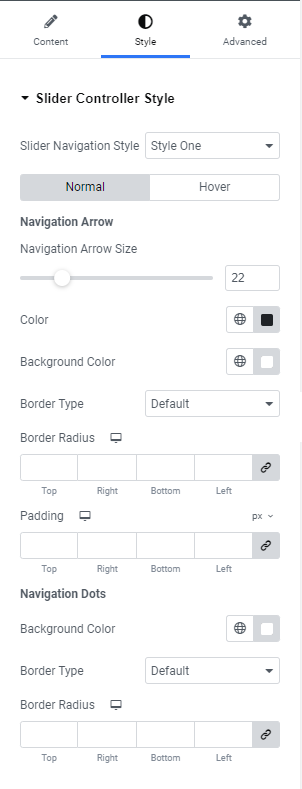 Content Style Advanced
Slider Controller Style
Slider Navigation Style Style One
Normal Hover
Navigation Arrow
Navigation Arrow Size
22
Color
Background Color
Border Type Default
Border Radius
Top Right Bottom Left
Padding px
Top Right Bottom Left
Navigation Dots
Background Color
Border Type Default
Border Radius
Top Right Bottom Left